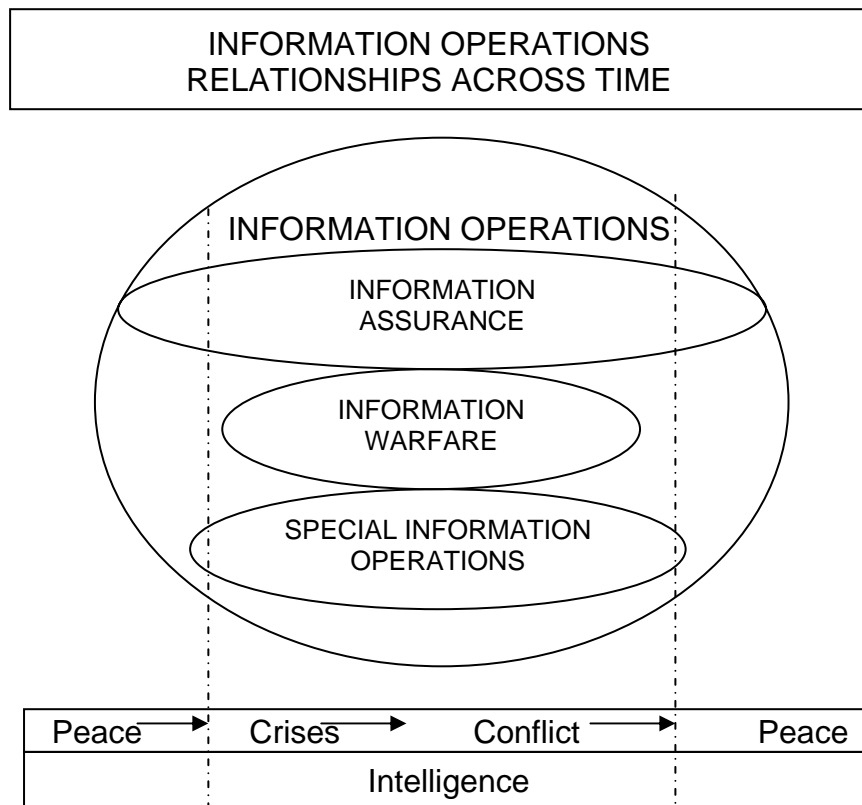 INFORMATION OPERATIONS
RELATIONSHIPS ACROSS TIME
INFORMATION OPERATIONS
INFORMATION
ASSURANCE
INFORMATION
WARFARE
SPECIAL INFORMATION
OPERATIONS
Peace Crises Conflict Peace
Intelligence